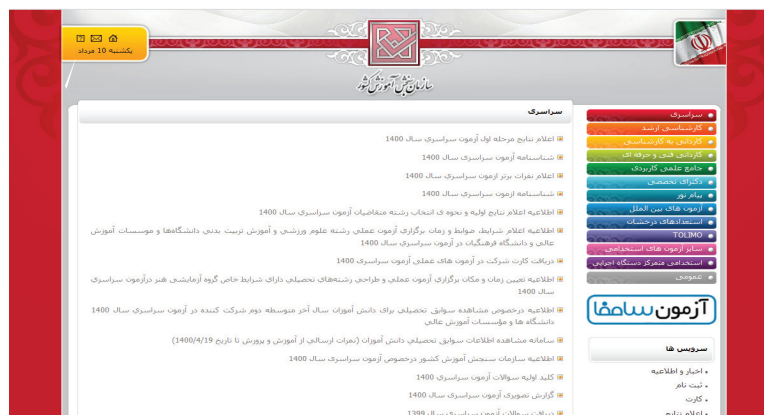 یکشنبه 10 مرداد
سازمان سنجش آموزش کشور
سراسری
اعلام نتایج مرحله اول آزمون سراسری سال 1400
شناسنامه آزمون سراسری سال 1400
اعلام نفرات برتر ازمون سراسری سال 1400
شناسنامه ازمون سراسری سال 1400
اطلاعیه اعلام نتایج اولیه و نحوه ی انتخاب رشته متقاضیان آزمون سراسری سال 1400
اطلاعیه اعلام شرایط، ضوابط و زمان برگزاری آزمون عملی رشته علوم ورزشی و آموزش تربیت بدنی دانشگاهها و موسسات آموزش
عالی و دانشگاه فرهنگیان در آزمون سراسری سال 1400
دریافت کارت شرکت در آزمون های عملی آزمون سراسری 1400
اطلاعیه تعیین زمان و مکان برگزاری آزمون عملی و طراحی رشته‌های تحصیلی دارای شرایط خاص گروه آزمایشی هنر درآزمون سراسری
سال 1400
اطلاعیه درخصوص مشاهده سوابق تحصیلی برای دانش آموزان سال آخر متوسطه دوم شرکت کننده در آزمون سراسری سال 1400
دانشگاه ها و مؤسسات آموزش عالی
سامانه مشاهده اطلاعات سوابق تحصیلی دانش آموزان (نمرات ارسالی از آموزش و پرورش تا تاریخ 1400/4/19)
اطلاعیه سازمان سنجش آموزش کشور درخصوص آزمون سراسری سال 1400
کلید اولیه سوالات آزمون سراسری 1400
گزارش تصویری آزمون سراسری سال 1400
دریافت سوالات آزمون سراسری سال 1399
سراسری
کارشناسی ارشد
کاردانی به کارشناسی
کاردانی فنی و حرفه ای
جامع علمی کاربردی
دکترای تخصصی
پیام نور
آزمون های بین الملل
استعدادهای درخشان
TOLIMO
سایر آزمون های استخدامی
استخدامی متمرکز دستگاه اجرایی
عمومی
آزمون سامفا
سرویس ها
اخبار و اطلاعیه
ثبت نام
کارت
اعلام نتایج